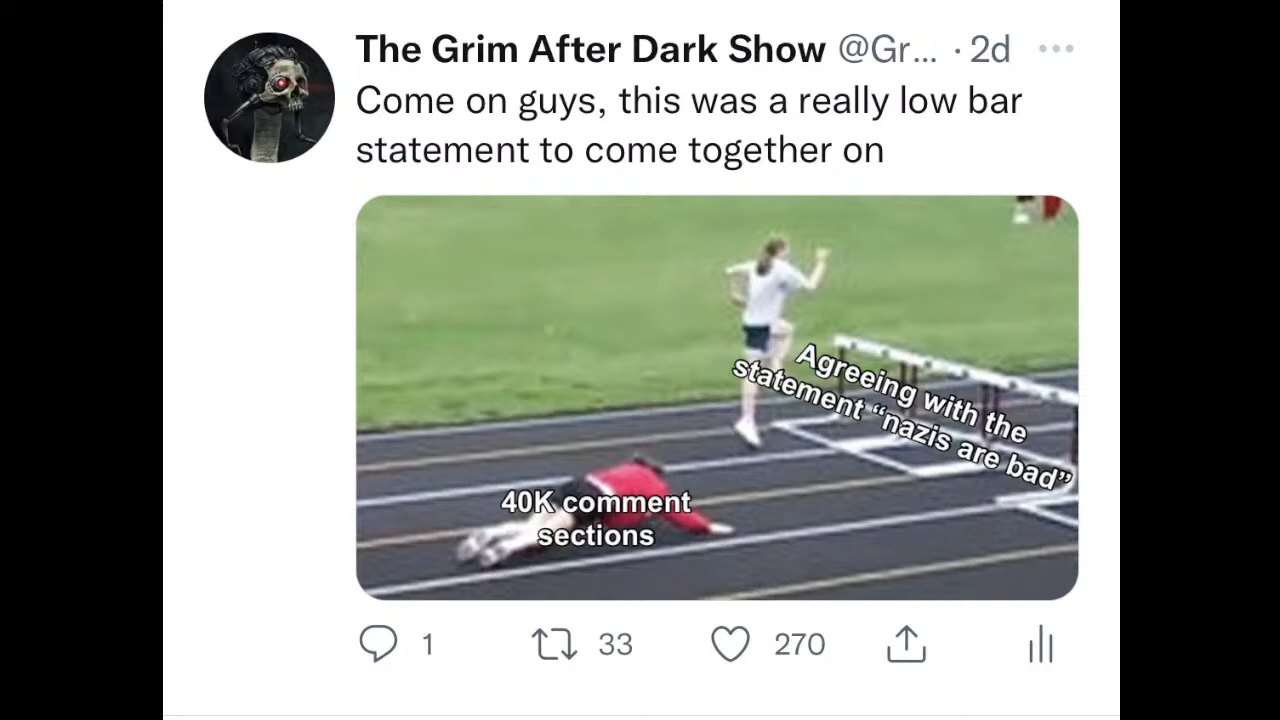 The Grim After Dark Show @Gr... · 2d
Come on guys, this was a really low bar
statement to come together on
Agreeing with the
statement “nazis are bad”
40K comment
sections
1 33 270